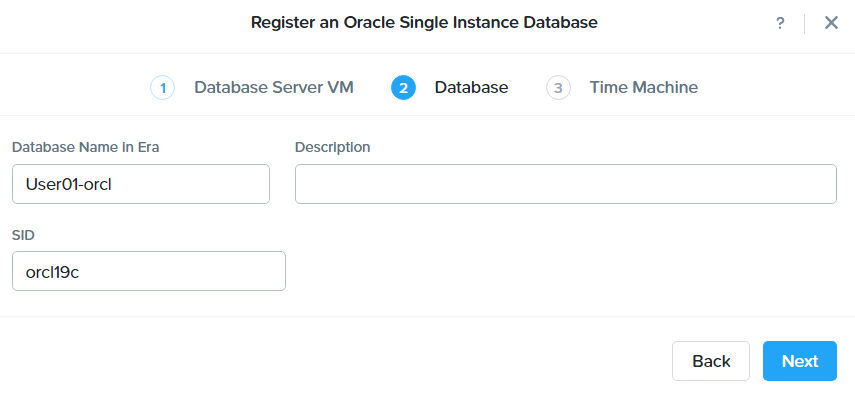 Register an Oracle Single Instance Database ?
1 Database Server VM 2 Database 3 Time Machine
Database Name in Era Description
User01-orcl
SID
orcl19c
Back Next